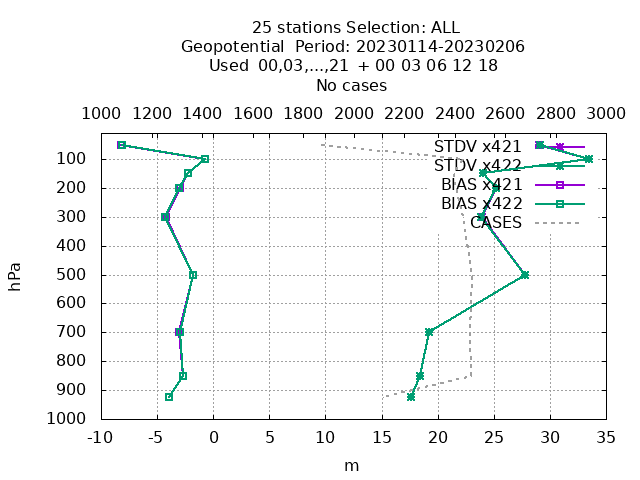 25 stations Selection: ALL
Geopotential  Period: 20230114-20230206
Used  00,03,...,21  + 00 03 06 12 18
No cases
1000 1200 1400 1600 1800 2000 2200 2400 2600 2800 3000
STDV x421
STDV x422
BIAS x421
BIAS x422
CASES
100
200
300
400
500
600
700
800
900
1000
hPa
-10 -5 0 5 10 15 20 25 30 35
m